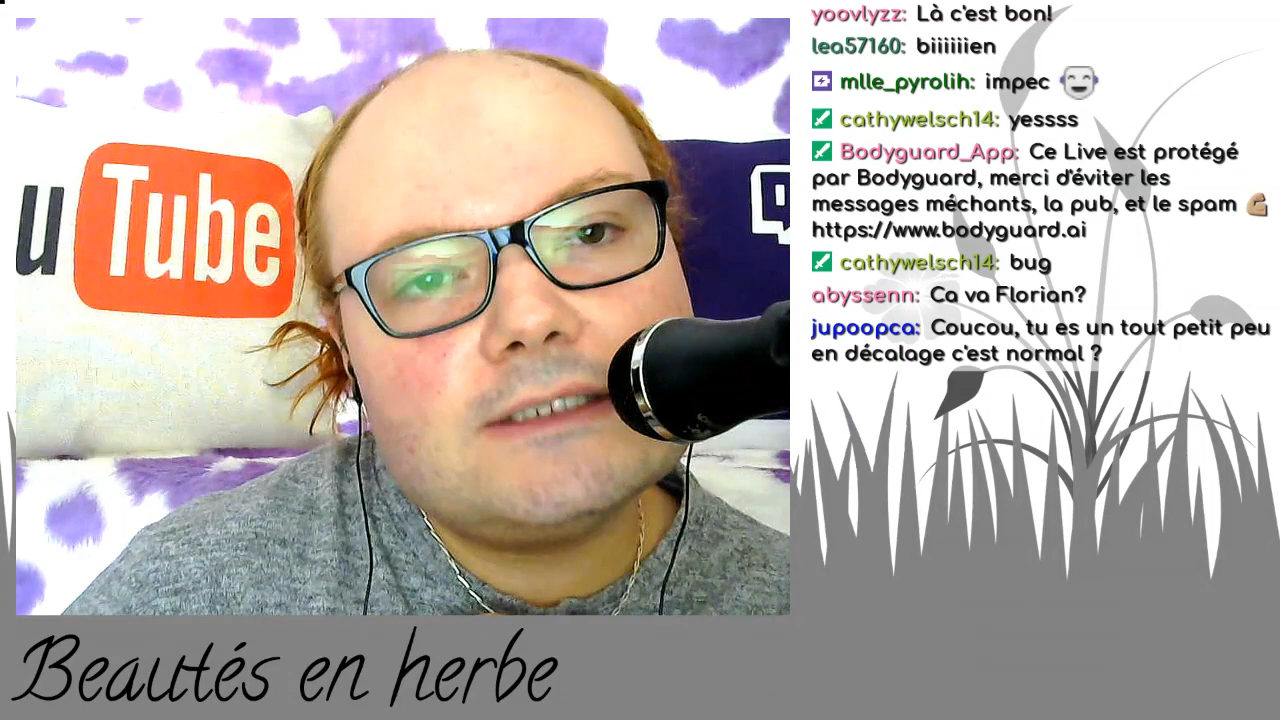 u Tube
yoovlyzz: Là c'est bon!
lea57160: biiiiiien
mlle_pyrolih: impec
cathywelsch14: yessss
Bodyguard_App: Ce Live est protégé
par Bodyguard, merci d'éviter les
messages méchants, la pub, et le spam
https://www.bodyguard.ai
cathywelsch14: bug
abyssenn: Ca va Florian?
jupoopca: Coucou, tu es un tout petit peu
en décalage c'est normal ?
Beautés en herbe